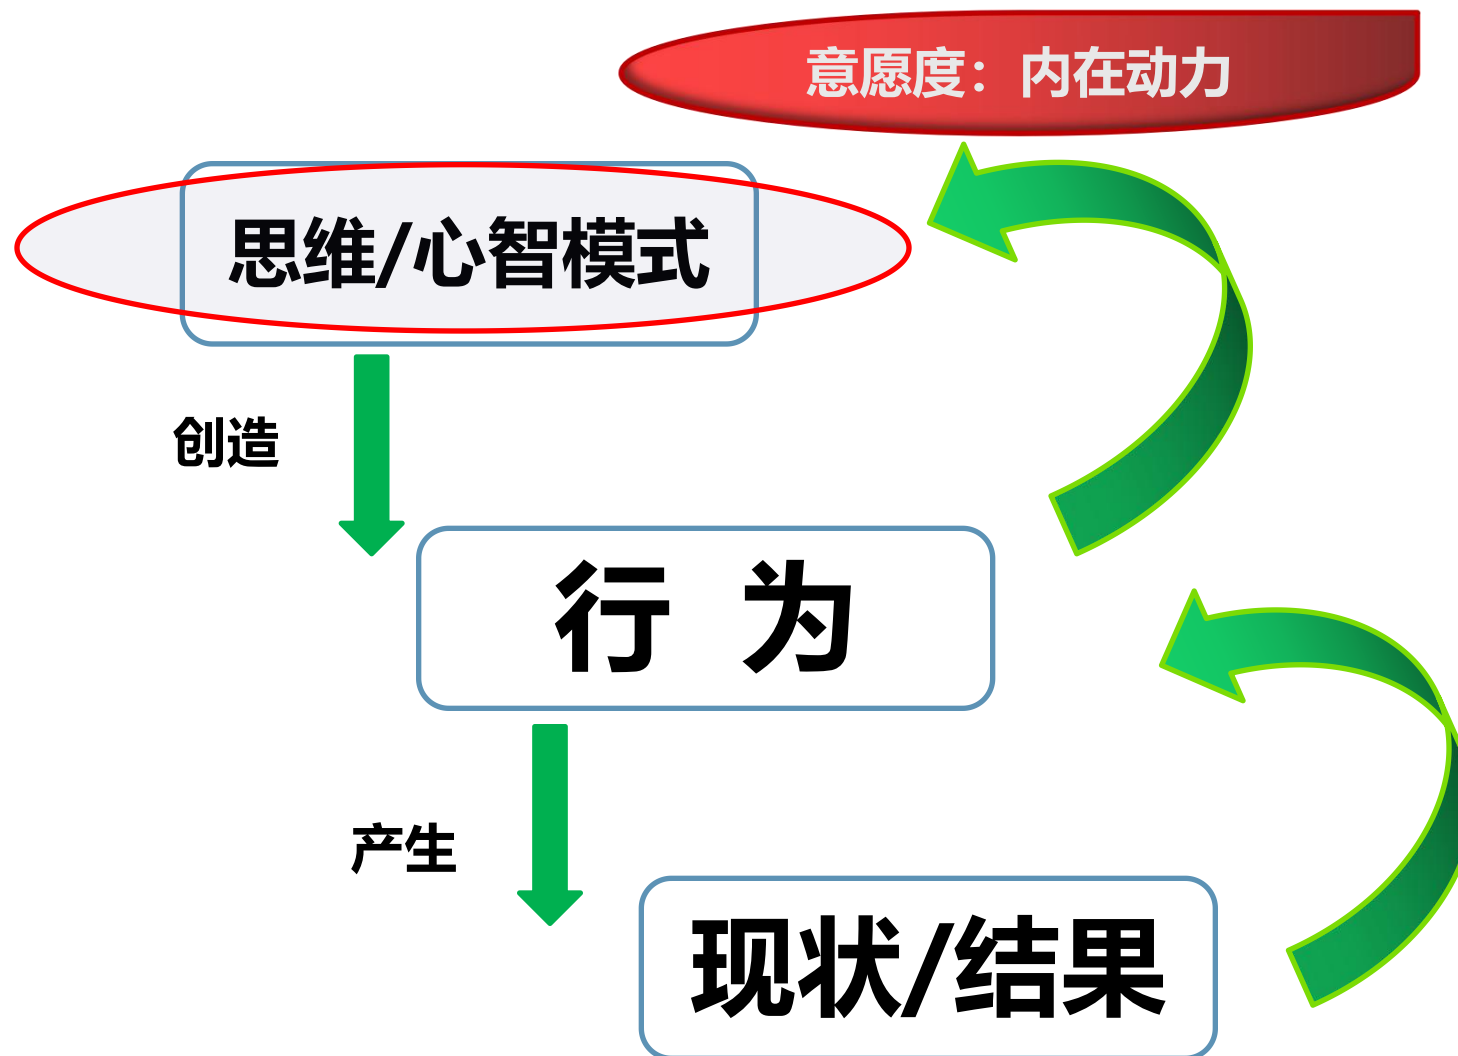 意愿度：内在动力
思维/心智模式
创造
行 为
产生
现状/结果